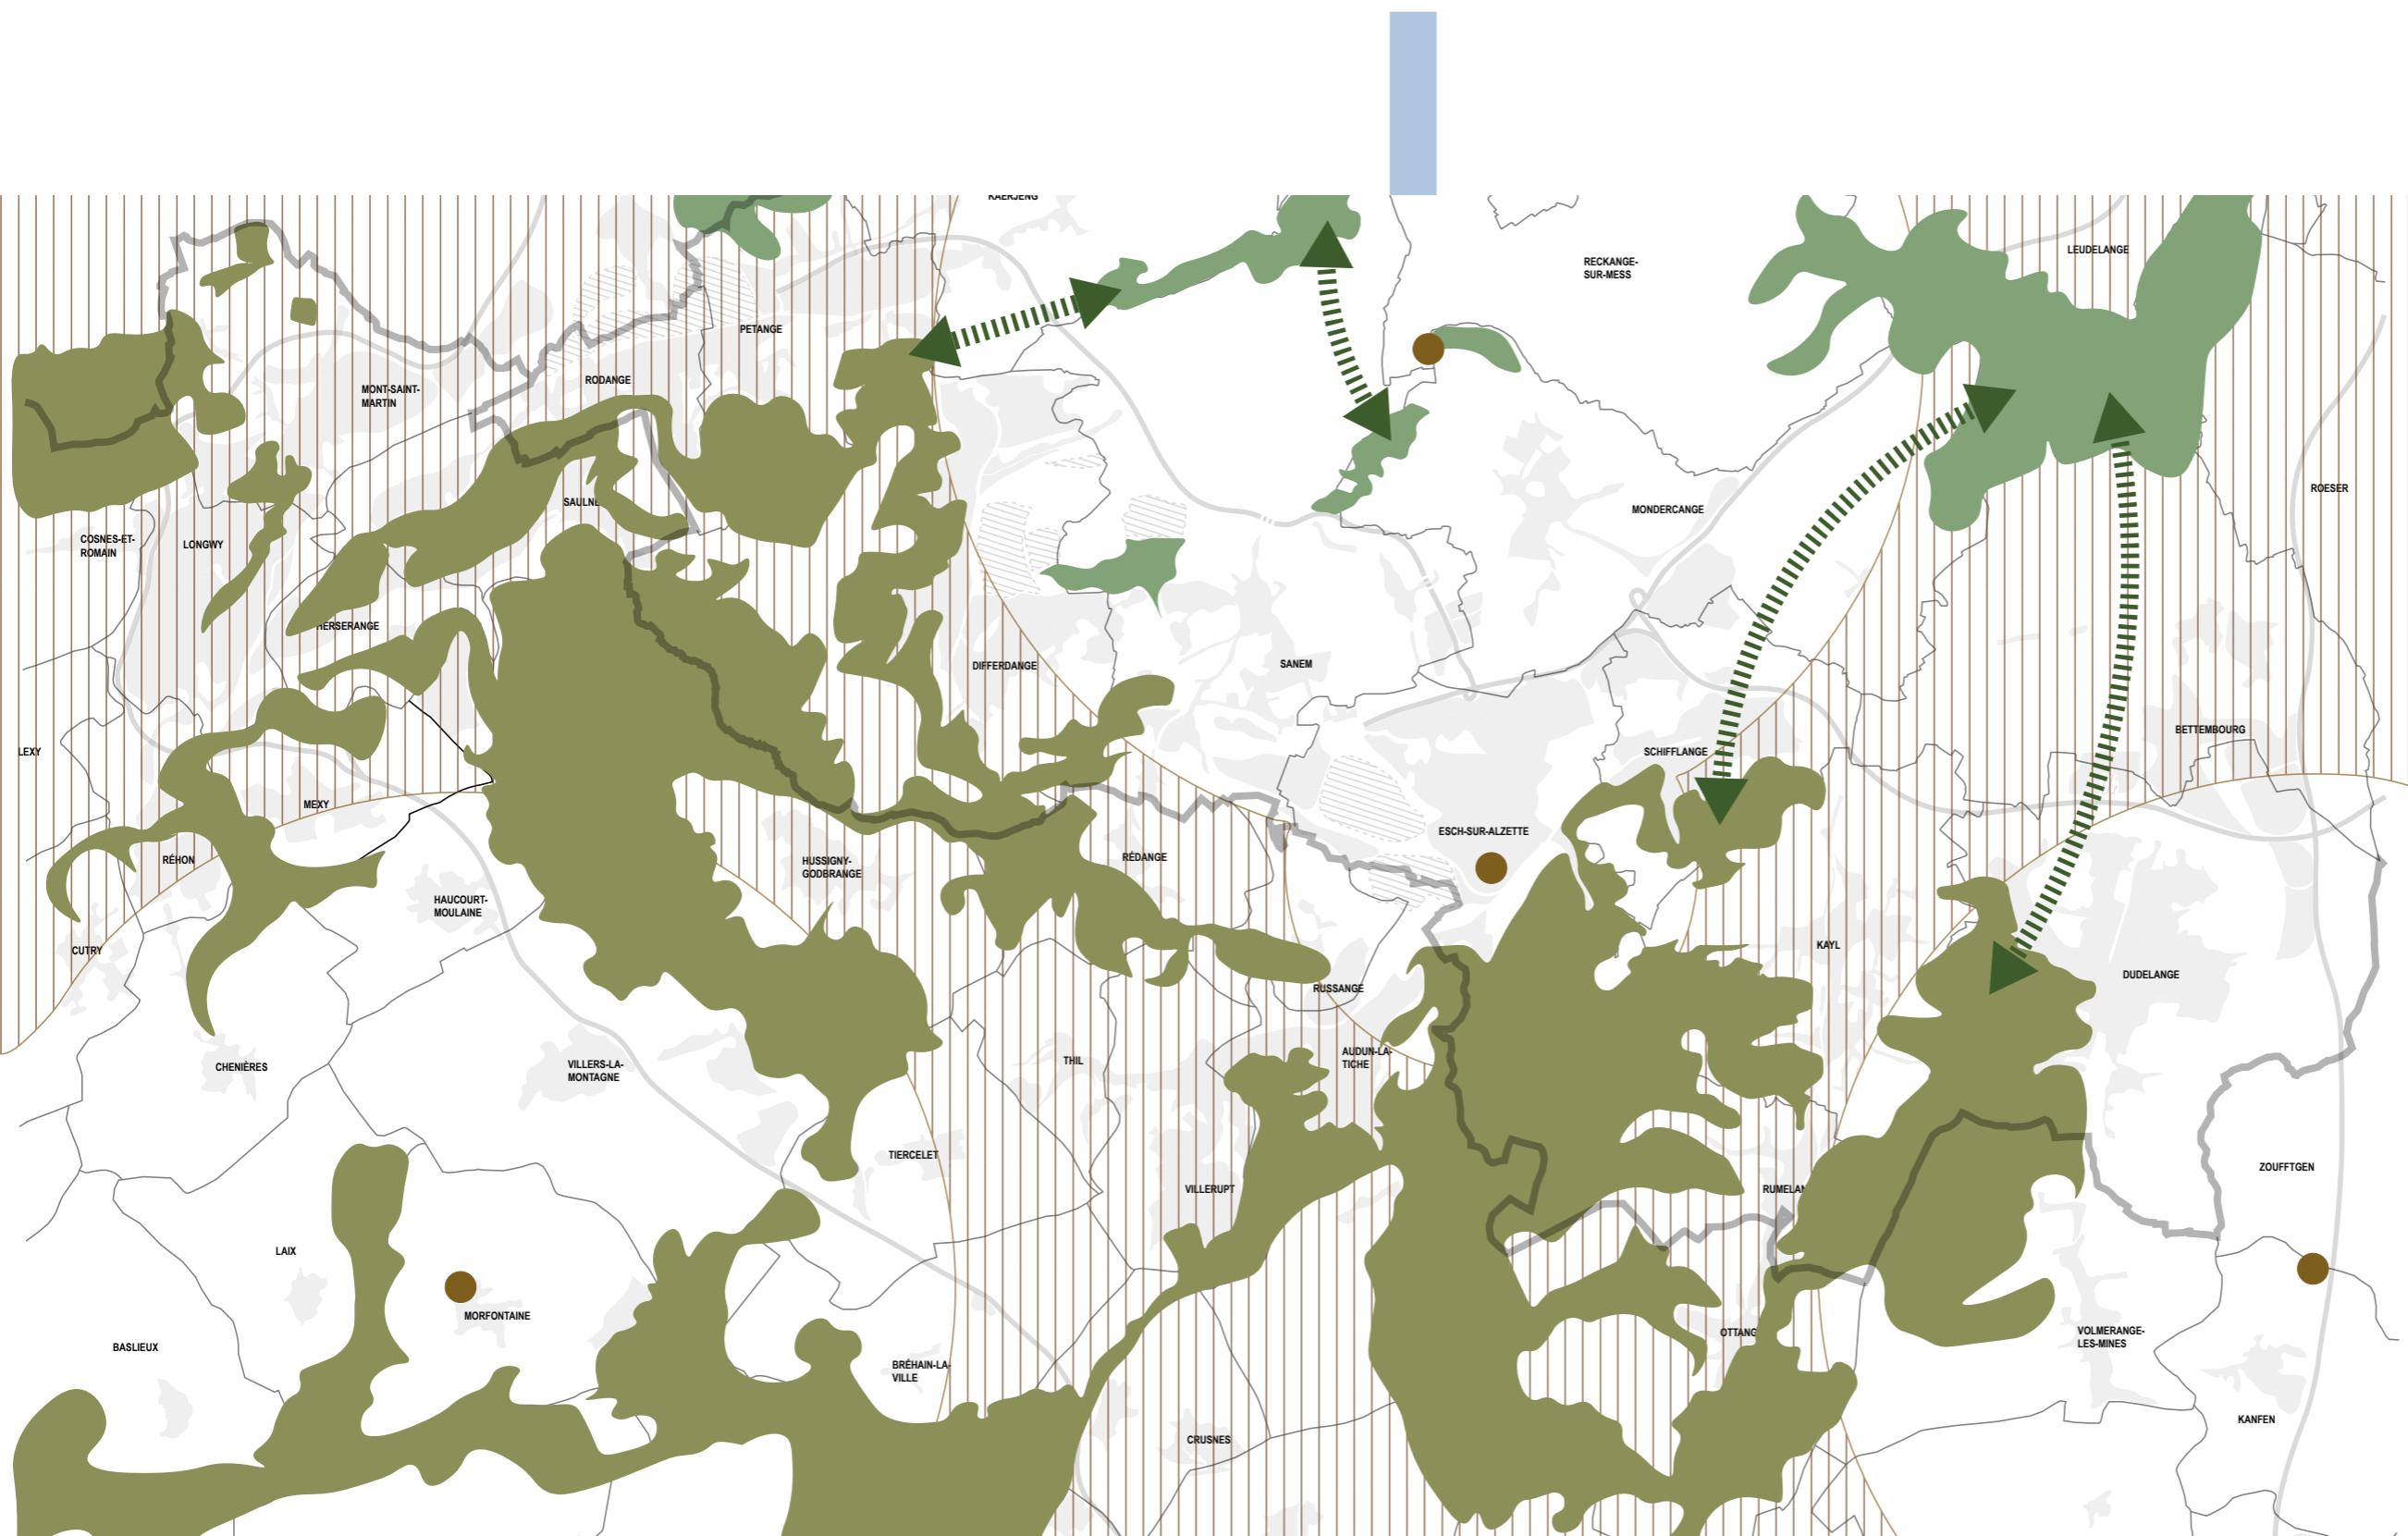 KAERJENG
LEUDELANGE
RECKANGE-
SUR-MESS
PETANGE
RODANGE
MONT-SAINT-
MARTIN
ROESER
SAULNE
MONDERCANGE
COSNES-ET-
ROMAIN
LONGWY
HERSERANGE
DIFFERDANGE
SANEM
BETTEMBOURG
LEXY
SCHIFFLANGE
MEXY
ESCH-SUR-ALZETTE
RÉHON
HUSSIGNY-
GODBRANGE
RÉDANGE
HAUCOURT-
MOULAINE
CUTRY
KAYL
DUDELANGE
RUSSANGE
AUDUN-LA-
TICHE
CHENIÈRES
VILLERS-LA-
MONTAGNE
THIL
TIERCELET
ZOUFFTGEN
VILLERUPT
RUMELAN
LAIX
MORFONTAINE
OTTANG
VOLMERANGE-
LES-MINES
BASLIEUX
BRÉHAIN-LA-
VILLE
KANFEN
CRUSNES